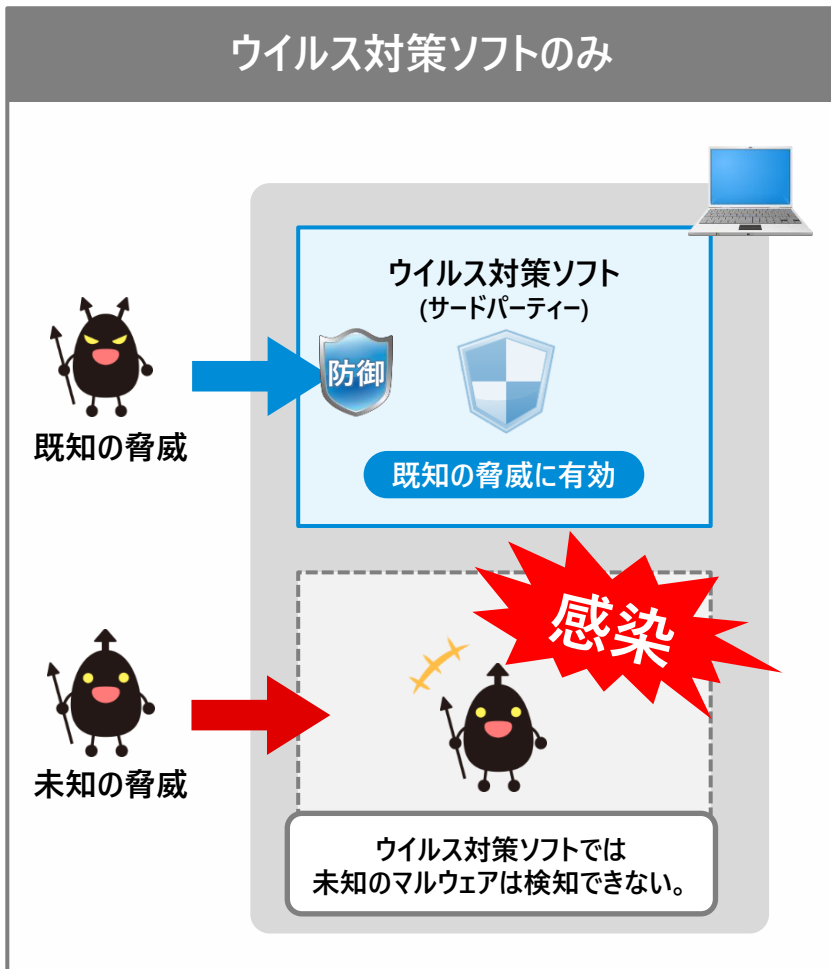 ウイルス対策ソフトのみ
ウイルス対策ソフト
(サードパーティー)
防御
既知の脅威
既知の脅威に有効
感染
未知の脅威
ウイルス対策ソフトでは
未知のマルウェアは検知できない。